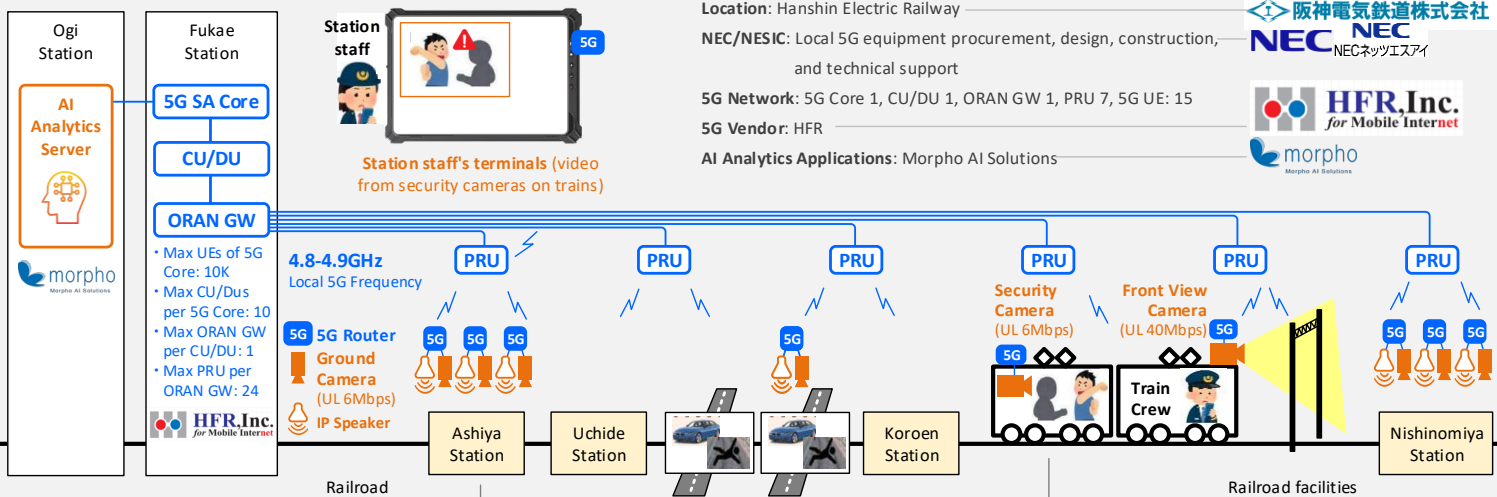 Ogi
Station
AI
Analytics
Server
morpho
Morpho AI Solutions
Fukae
Station
5G SA Core
CU/DU
ORAN GW
• Max UEs of 5G
Core: 10K
• Max CU/Dus
per 5G Core: 10
• Max ORAN GW
per CU/DU: 1
• Max PRU per
ORAN GW: 24
HFR,Inc.
for Mobile Internet
Station
staff
5G
Station staff's terminals (video
from security cameras on trains)
Location: Hanshin Electric Railway
阪神電気鉄道株式会社
NEC/NESIC: Local 5G equipment procurement, design, construction,
and technical support
NEC
NEC
NECネッツエスアイ
5G Network: 5G Core 1, CU/DU 1, ORAN GW 1, PRU 7, 5G UE: 15
5G Vendor: HFR
HFR,Inc.
for Mobile Internet
AI Analytics Applications: Morpho AI Solutions
morpho
Morpho AI Solutions
4.8-4.9GHz
Local 5G Frequency
PRU
PRU
PRU
PRU
PRU
PRU
5G 5G Router
Ground
Camera
(UL 6Mbps)
IP Speaker
5G
5G
5G
5G
Security
Camera
(UL 6Mbps)
5G
Front View
Camera
(UL 40Mbps)
5G
Train
Crew
5G
5G
5G
Ashiya
Station
Uchide
Station
Koroen
Station
Nishinomiya
Station
Railroad
Railroad facilities